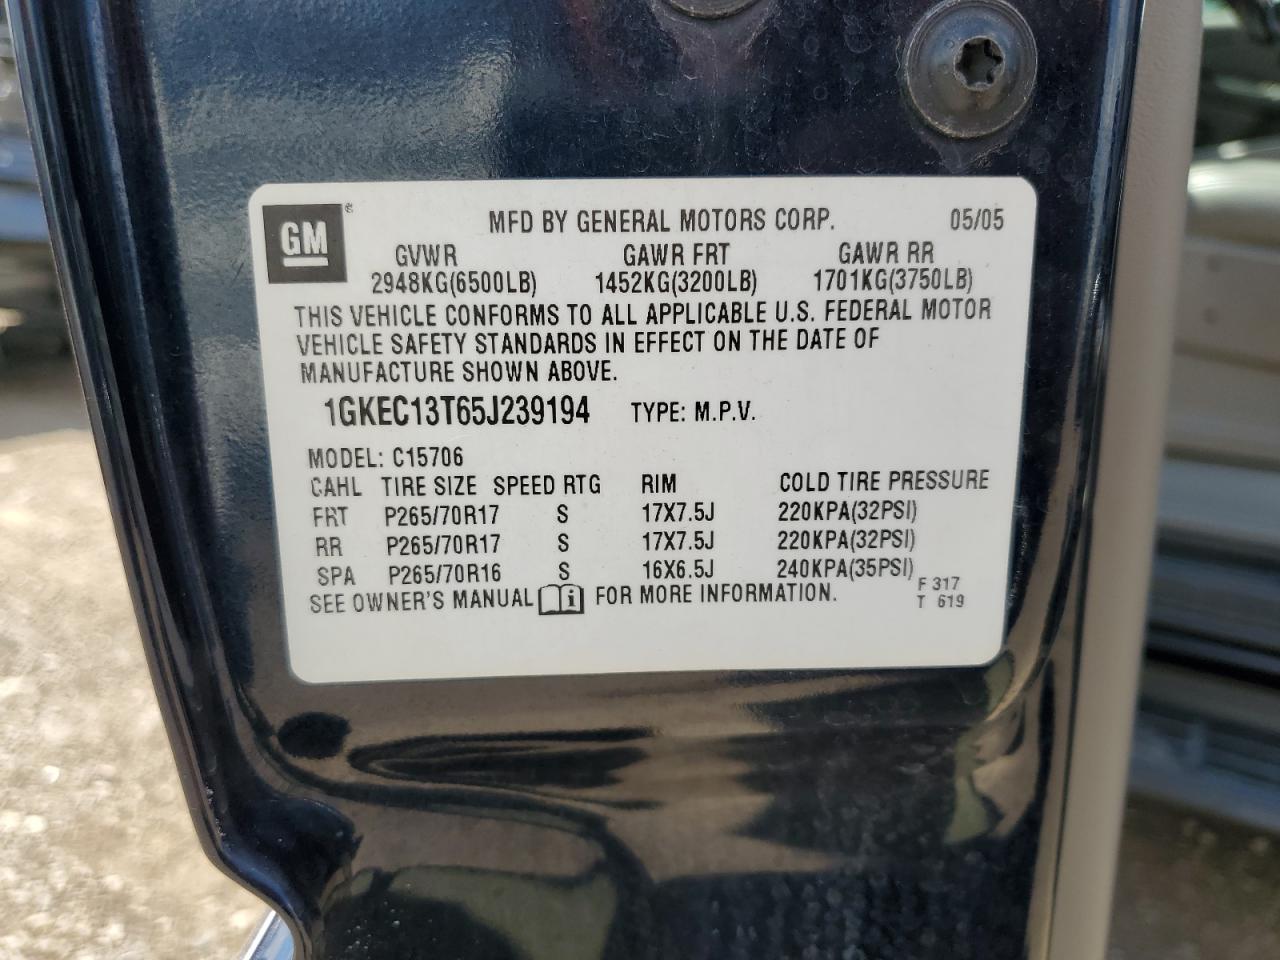 GM ® MFD BY GENERAL MOTORS CORP. 05/05
GVWR GAWR FRT GAWR RR
2948KG(6500LB) 1452KG(3200LB) 1701KG(3750LB)
THIS VEHICLE CONFORMS TO ALL APPLICABLE U.S. FEDERAL MOTOR
VEHICLE SAFETY STANDARDS IN EFFECT ON THE DATE OF
MANUFACTURE SHOWN ABOVE.
1GKEC13T65J239194 TYPE: M.P.V.
MODEL: C15706
CAHL TIRE SIZE SPEED RTG RIM COLD TIRE PRESSURE
FRT P265/70R17 S 17X7.5J 220KPA(32PSI)
RR P265/70R17 S 17X7.5J 220KPA(32PSI)
SPA P265/70R16 S 16X6.5J 240KPA(35PSI)
SEE OWNER'S MANUAL i FOR MORE INFORMATION. F 317
T 619